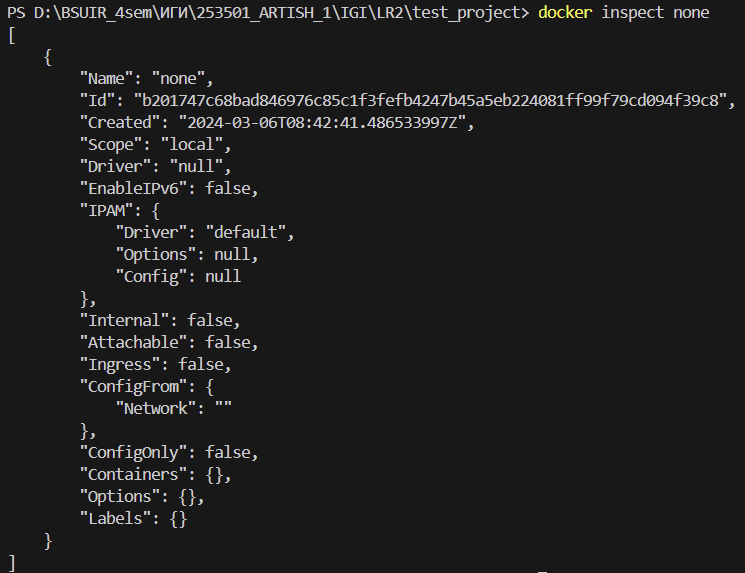 PS D:\BSUIR_4sem\ИГИ\253501_ARTISH_1\IGI\LR2\test_project> docker inspect none
[
    {
        "Name": "none",
        "Id": "b201747c68bad846976c85c1f3fefb4247b45a5eb224081ff99f79cd094f39c8",
        "Created": "2024-03-06T08:42:41.486533997Z",
        "Scope": "local",
        "Driver": "null",
        "EnableIPv6": false,
        "IPAM": {
            "Driver": "default",
            "Options": null,
            "Config": null
        },
        "Internal": false,
        "Attachable": false,
        "Ingress": false,
        "ConfigFrom": {
            "Network": ""
        },
        "ConfigOnly": false,
        "Containers": {},
        "Options": {},
        "Labels": {}
    }
]